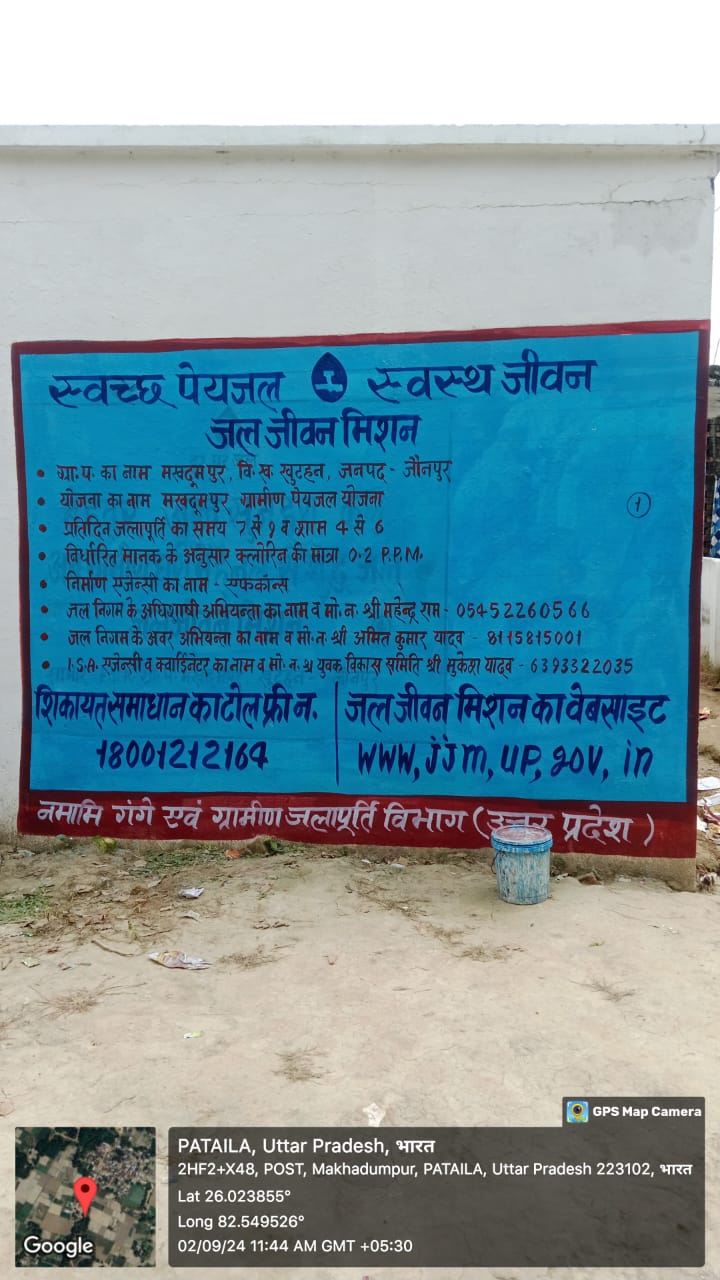 स्वच्छ पेयजल स्वस्थ जीवन
जल जीवन मिशन
• ग्रा.प. का नाम मखदूमपुर, वि.ख. खुटहन, जनपद - जौनपुर
• योजना का नाम मखदूमपुर ग्रामीण पेयजल योजना
• प्रतिदिन जलापूर्ति का समय 7 से 9 व शाम 4 से 6
• निर्धारित मानक के अनुसार क्लोरिन की मात्रा 0.2 P.P.M.
• निर्माण एजेन्सी का नाम - एफकॉन्स
• जल निगम के अधिशाषी अभियन्ता का नाम व मो.न. श्री महेन्द्र राम - 05452260566
• जल निगम के अवर अभियन्ता का नाम व मो.न. श्री अमित कुमार यादव - 8115815001
• I.S.A. एजेन्सी व क्वार्डिनेटर का नाम व मो.न. युवक विकास समिति श्री मुकेश यादव - 6393322035
1
शिकायत समाधान का टोल फ्री न.
18001212164
जल जीवन मिशन का वेबसाइट
www,jjm,up,gov,in
नमामि गंगे एवं ग्रामीण जलापूर्ति विभाग (उत्तर प्रदेश)
GPS Map Camera
PATAILA, Uttar Pradesh, भारत
2HF2+X48, POST, Makhadumpur, PATAILA, Uttar Pradesh 223102, भारत
Lat 26.023855°
Long 82.549526°
02/09/24 11:44 AM GMT +05:30
Google